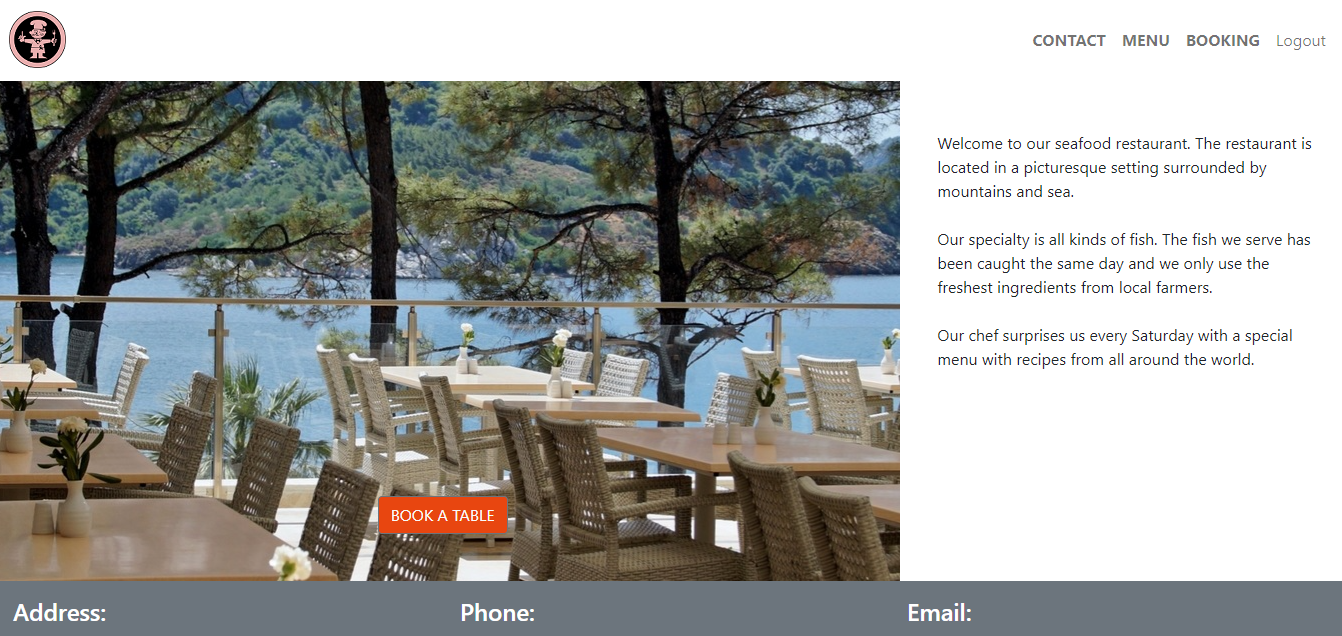 CONTACT MENU BOOKING Logout
Welcome to our seafood restaurant. The restaurant is
located in a picturesque setting surrounded by
mountains and sea.
Our specialty is all kinds of fish. The fish we serve has
been caught the same day and we only use the
freshest ingredients from local farmers.
Our chef surprises us every Saturday with a special
menu with recipes from all around the world.
BOOK A TABLE
Address: Phone: Email: